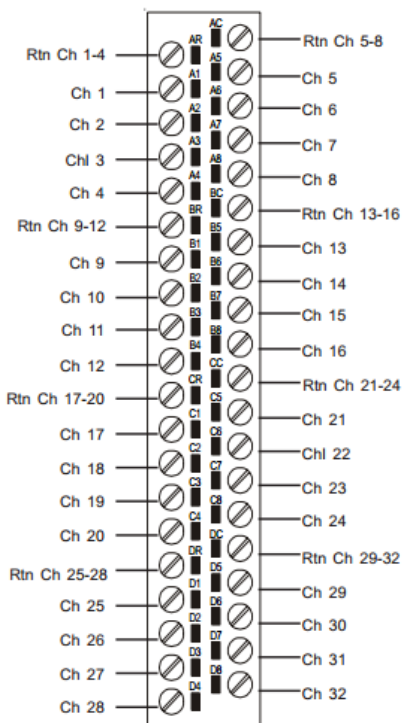 AC
Rtn Ch 5-8
Rtn Ch 1-4
AR
A5
Ch 5
Ch 1
A1
A6
Ch 6
Ch 2
A2
A7
Ch 7
Chl 3
A3
A8
Ch 8
Ch 4
A4
BC
Rtn Ch 13-16
Rtn Ch 9-12
BR
B5
Ch 13
Ch 9
B1
B6
Ch 14
Ch 10
B2
B7
Ch 15
Ch 11
B3
B8
Ch 16
Ch 12
B4
CC
Rtn Ch 21-24
Rtn Ch 17-20
CR
C5
Ch 21
Ch 17
C1
C6
Chl 22
Ch 18
C2
C7
Ch 23
Ch 19
C3
C8
Ch 24
Ch 20
C4
DC
Rtn Ch 29-32
Rtn Ch 25-28
DR
D5
Ch 29
Ch 25
D1
D6
Ch 30
Ch 26
D2
D7
Ch 31
Ch 27
D3
D8
Ch 32
Ch 28
D4